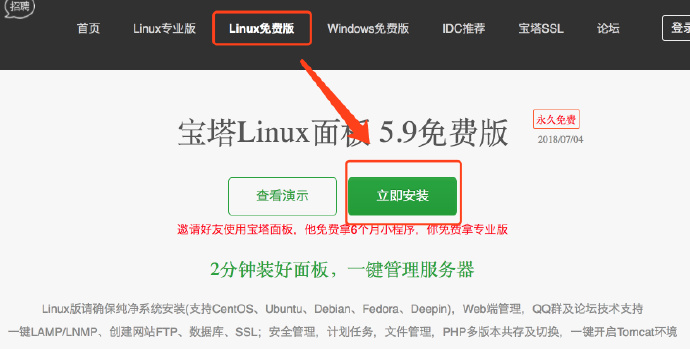 招聘
首页 Linux专业版 Linux免费版 Windows免费版 IDC推荐 宝塔SSL 论坛 登录
宝塔Linux面板 5.9免费版 永久免费
2018/07/04
查看演示 立即安装
邀请好友使用宝塔面板，他免费拿6个月小程序，你免费拿专业版
2分钟装好面板，一键管理服务器
Linux版请确保纯净系统安装(支持CentOS、Ubuntu、Debian、Fedora、Deepin)，Web端管理，QQ群及论坛技术支持
一键LAMP/LNMP、创建网站FTP、数据库、SSL；安全管理，计划任务，文件管理，PHP多版本共存及切换，一键开启Tomcat环境